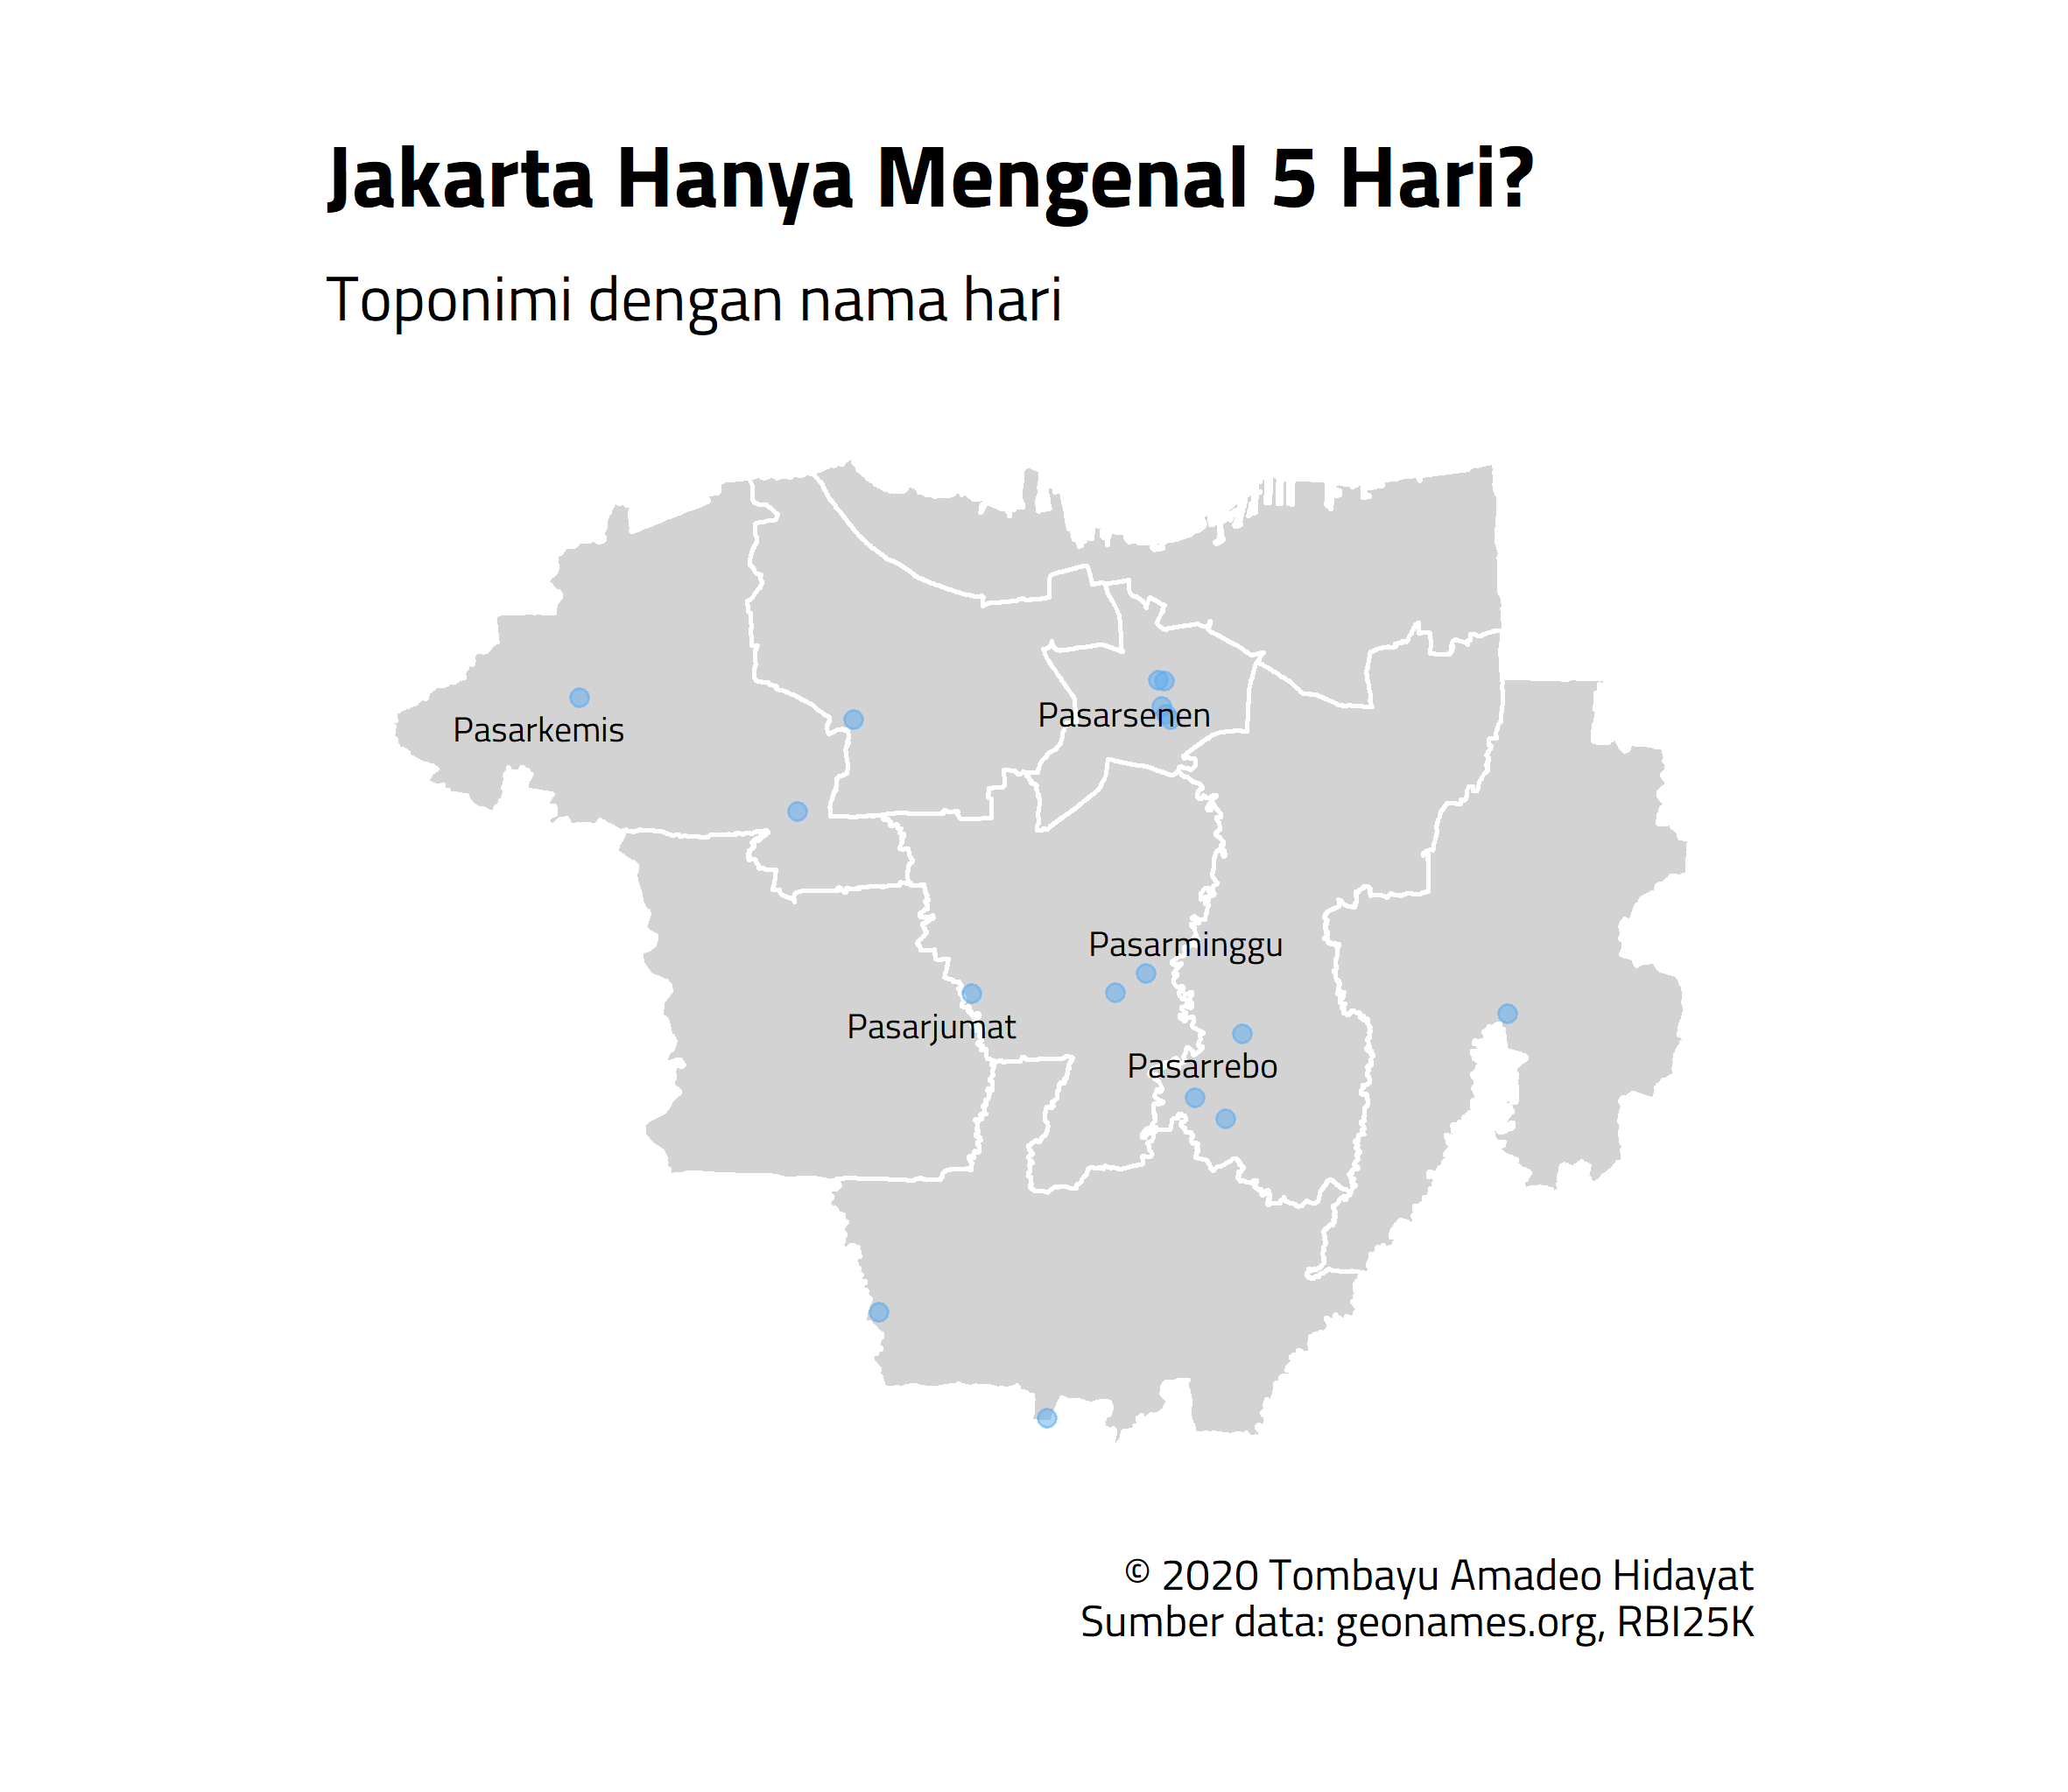 Jakarta Hanya Mengenal 5 Hari?
Toponimi dengan nama hari
Pasarsenen
Pasarkemis
Pasarminggu
Pasarjumat
Pasarrebo
© 2020 Tombayu Amadeo Hidayat
Sumber data: geonames.org, RBI25K